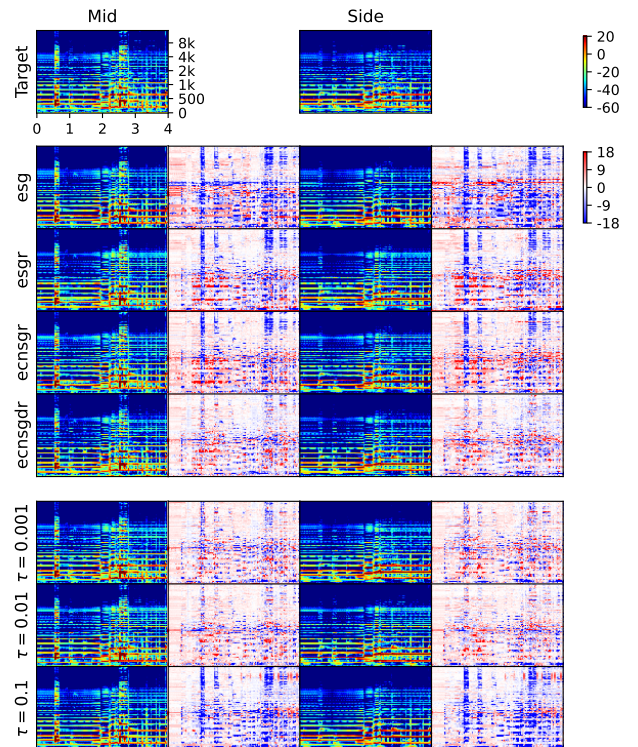 Mid Side
Target
8k
4k
2k
1k
500
0
0 1 2 3 4
20
0
-20
-40
-60
esg
18
9
0
-9
-18
esgr
ecnsgr
ecnsgdr
τ = 0.001
τ = 0.01
τ = 0.1